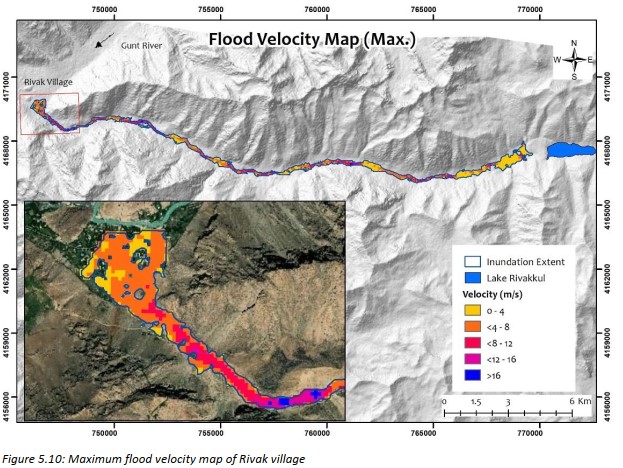 750000 755000 760000 765000 770000
Flood Velocity Map (Max.)
Gunt River
N
W E
S
Rivak Village
4171000
4168000
4165000
4162000
4159000
4156000
4171000
4168000
4165000
4162000
4159000
4156000
Inundation Extent
Lake Rivakkul
Velocity (m/s)
0 - 4
<4 - 8
<8 - 12
<12 - 16
>16
0 1.5 3 6 Km
750000 755000 760000 765000 770000
Figure 5.10: Maximum flood velocity map of Rivak village